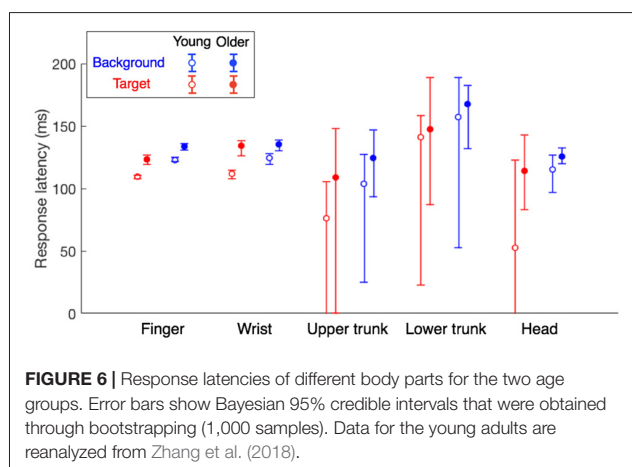 Young Older
Background
Target
Response latency (ms)
200
150
100
50
0
Finger Wrist Upper trunk Lower trunk Head
FIGURE 6 | Response latencies of different body parts for the two age
groups. Error bars show Bayesian 95% credible intervals that were obtained
through bootstrapping (1,000 samples). Data for the young adults are
reanalyzed from Zhang et al. (2018).